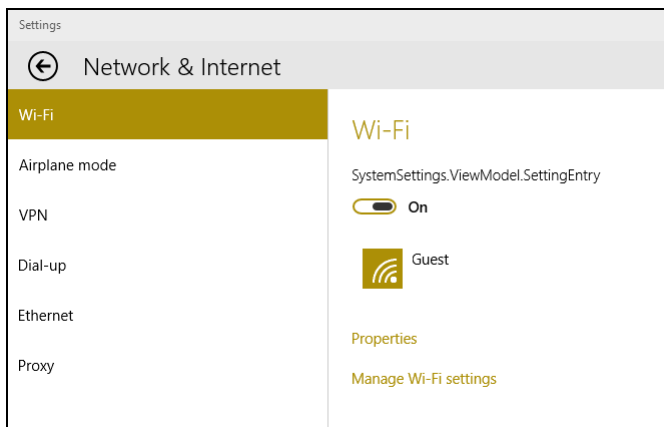 Settings
Network & Internet
Wi-Fi
Airplane mode
VPN
Dial-up
Ethernet
Proxy
Wi-Fi
SystemSettings.ViewModel.SettingEntry
On
Guest
Properties
Manage Wi-Fi settings